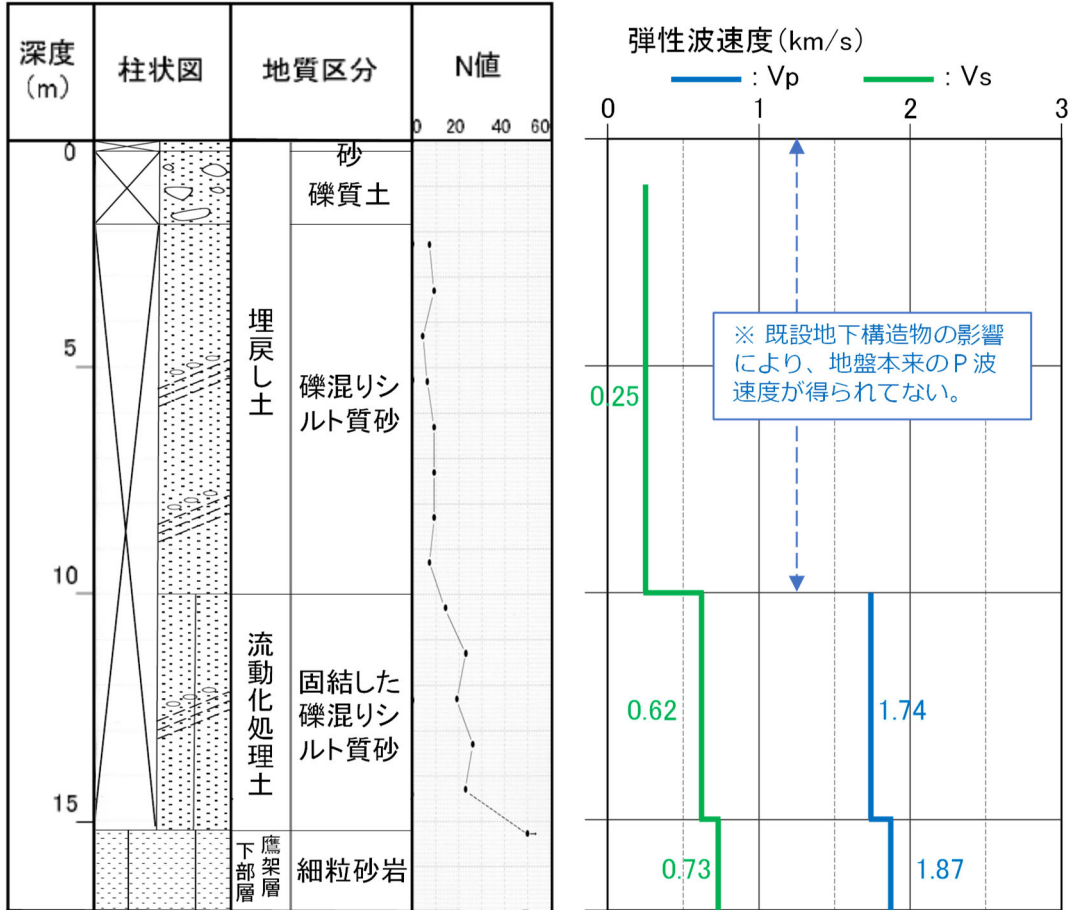 深度
(m)
柱状図
地質区分
N値
0 20 40 60
0
5
10
15
埋戻し土
砂
礫質土
礫混りシ
ルト質砂
流動化処理土
固結した
礫混りシ
ルト質砂
鷹架層
下部層
細粒砂岩
弾性波速度(km/s)
: Vp : Vs
0 1 2 3
※ 既設地下構造物の影響
により、地盤本来のP波
速度が得られてない。
0.25
0.62
1.74
0.73
1.87